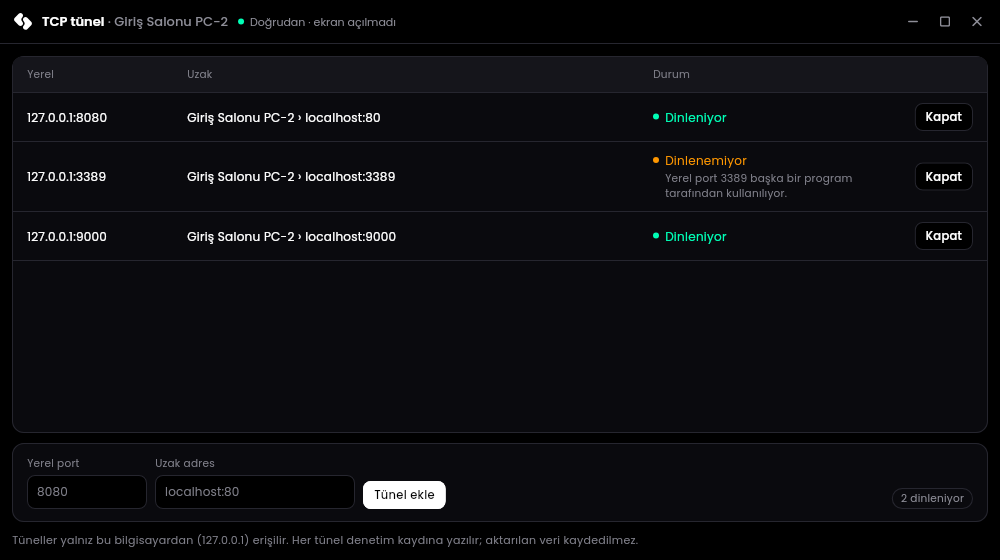 TCP tünel · Giriş Salonu PC-2 Doğrudan · ekran açılmadı
Yerel Uzak Durum
127.0.0.1:8080 Giriş Salonu PC-2 › localhost:80 Dinleniyor Kapat
127.0.0.1:3389 Giriş Salonu PC-2 › localhost:3389 Dinlenemiyor Kapat
Yerel port 3389 başka bir program
tarafından kullanılıyor.
127.0.0.1:9000 Giriş Salonu PC-2 › localhost:9000 Dinleniyor Kapat
Yerel port Uzak adres
8080 localhost:80 Tünel ekle 2 dinleniyor
Tüneller yalnız bu bilgisayardan (127.0.0.1) erişilir. Her tünel denetim kaydına yazılır; aktarılan veri kaydedilmez.